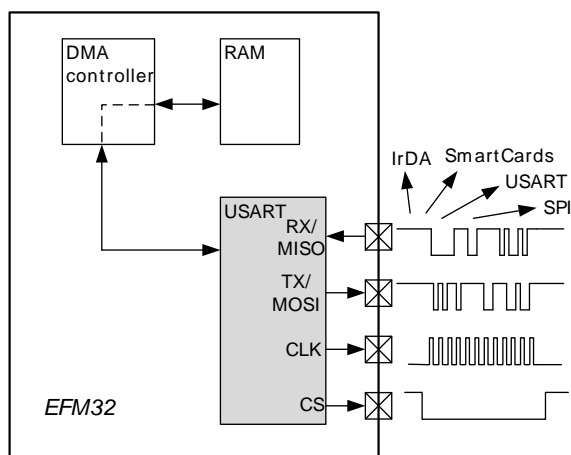 DMA
controller
RAM
IrDA
SmartCards
USART
SPI
USART
RX/
MISO
TX/
MOSI
CLK
CS
EFM32